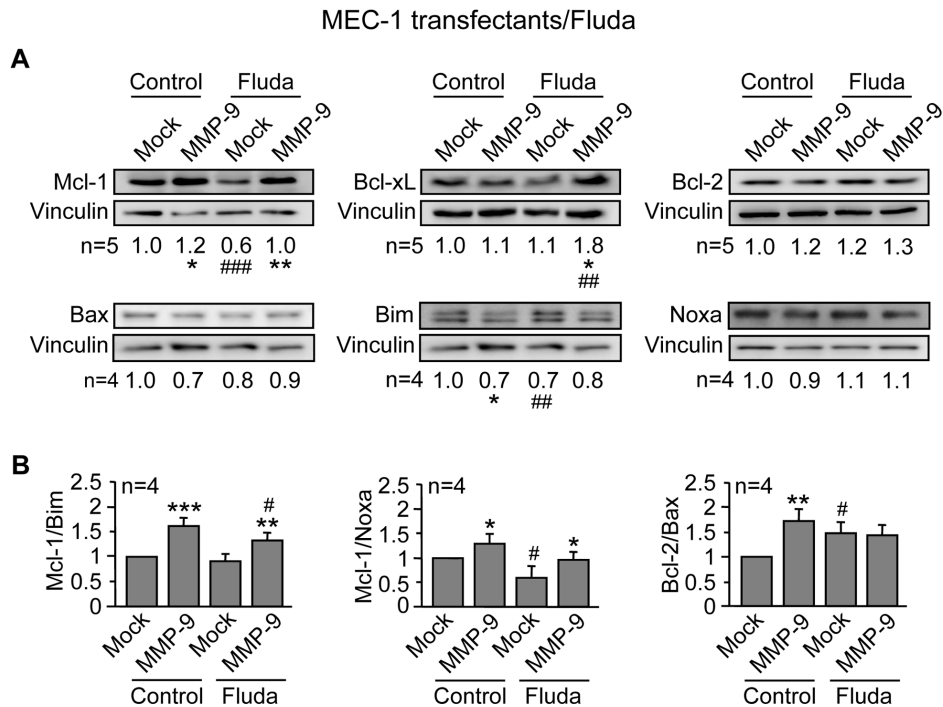 MEC-1 transfectants/Fluda
A
Control Fluda
Mock MMP-9 Mock MMP-9
Mcl-1
Vinculin
n=5 1.0 1.2 0.6 1.0
* ### **
Control Fluda
Mock MMP-9 Mock MMP-9
Bcl-xL
Vinculin
n=5 1.0 1.1 1.1 1.8
*
##
Control Fluda
Mock MMP-9 Mock MMP-9
Bcl-2
Vinculin
n=5 1.0 1.2 1.2 1.3
Bax
Vinculin
n=4 1.0 0.7 0.8 0.9
Bim
Vinculin
n=4 1.0 0.7 0.7 0.8
* ##
Noxa
Vinculin
n=4 1.0 0.9 1.1 1.1
B
Mcl-1/Bim
2.5
2
1.5
1
0.5
0
n=4
*** # **
Mock MMP-9 Mock MMP-9
Control Fluda
Mcl-1/Noxa
2.5
2
1.5
1
0.5
0
n=4
* # *
Mock MMP-9 Mock MMP-9
Control Fluda
Bcl-2/Bax
2.5
2
1.5
1
0.5
0
n=4
** #
Mock MMP-9 Mock MMP-9
Control Fluda